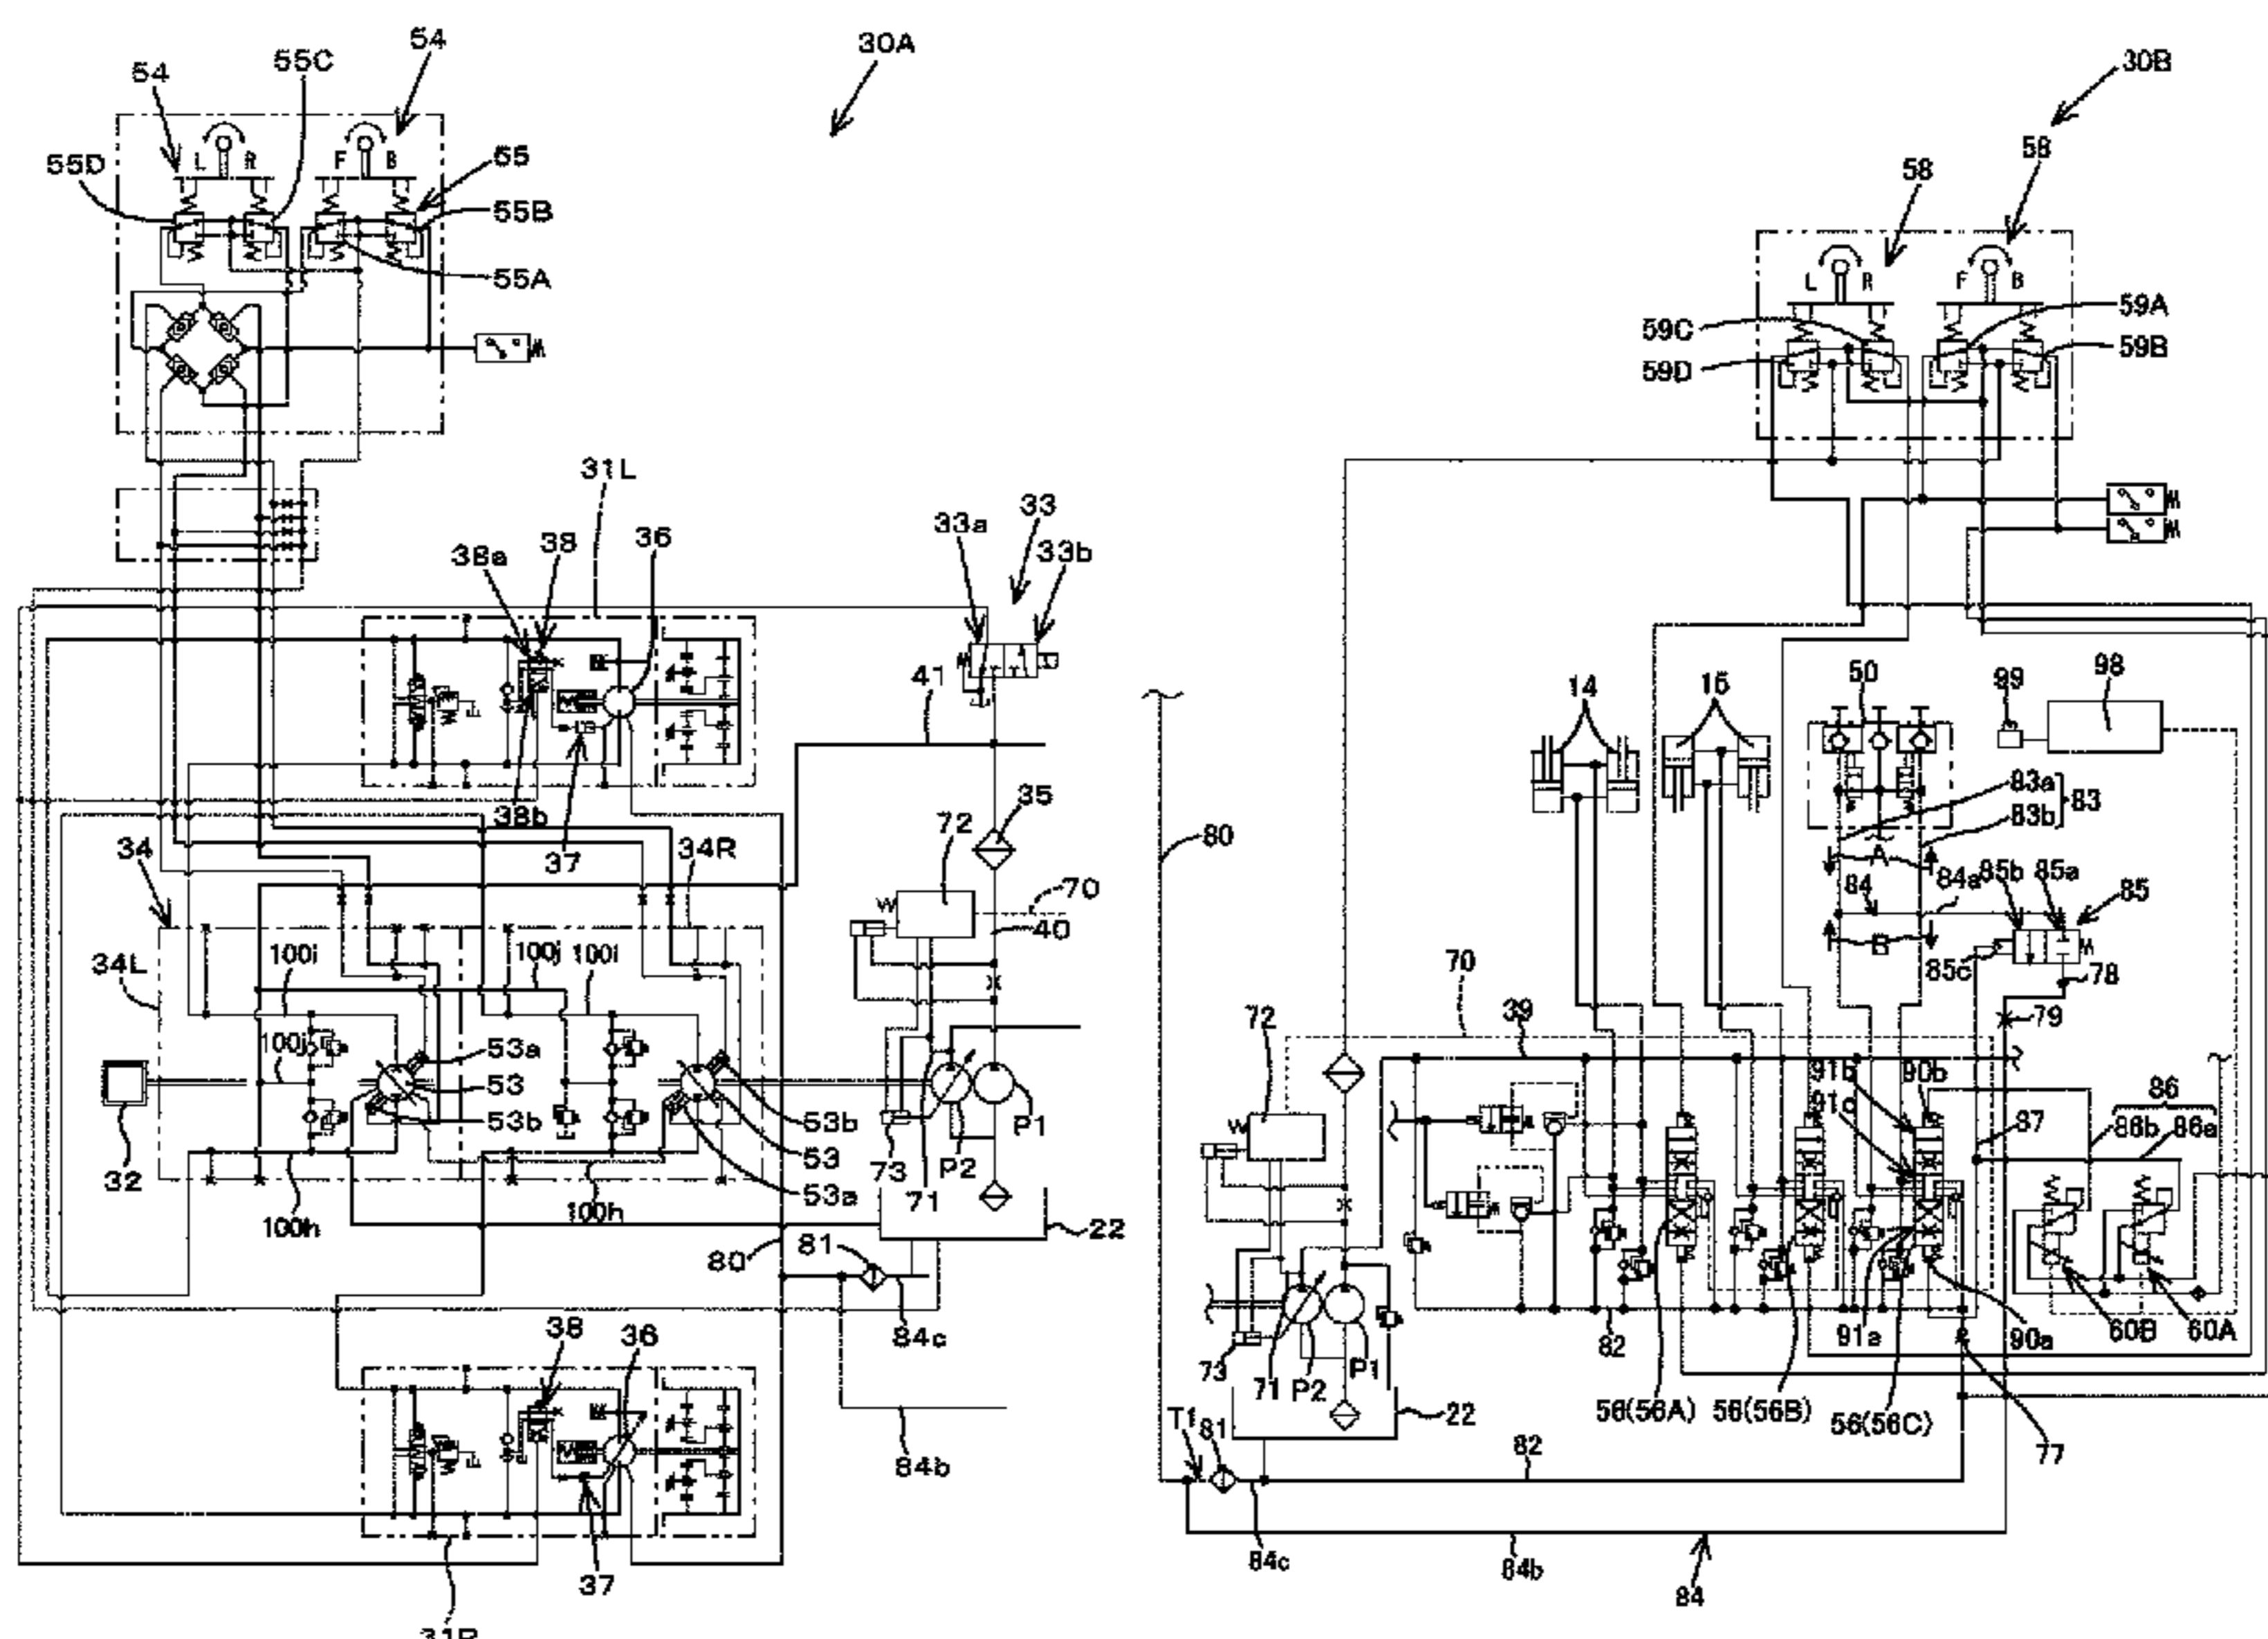 54
55C
54
30A
30B
55D
L
R
F
B
55
55B
55A
58
58
L
R
F
B
59C
59A
59D
59B
31L
33
33a
33b
38a
38
36
41
14
15
50
99
98
83a
83
83b
38b
37
35
72
34R
34
80
A
84
84a
85b
85a
85
70
40
B
85c
78
34L
100i
100j
100i
100j
72
70
39
79
53a
53
53b
32
53b
53
53a
P1
P2
73
71
91b
91c
90b
86
86b
86a
87
100h
100h
22
80
81
84c
73
71
P2
P1
82
91a
90a
60B
60A
38
36
84b
22
56(56A)
56(56B)
56(56C)
77
T1
81
82
37
84c
84b
84
31R